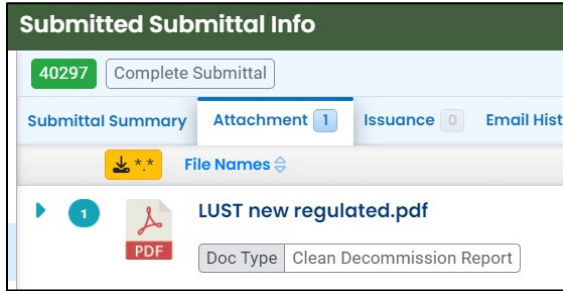 Submitted Submittal Info
40297 Complete Submittal
Submittal Summary Attachment 1 Issuance 0 Email Hist
*.* File Names
1 LUST new regulated.pdf
PDF Doc Type Clean Decommission Report